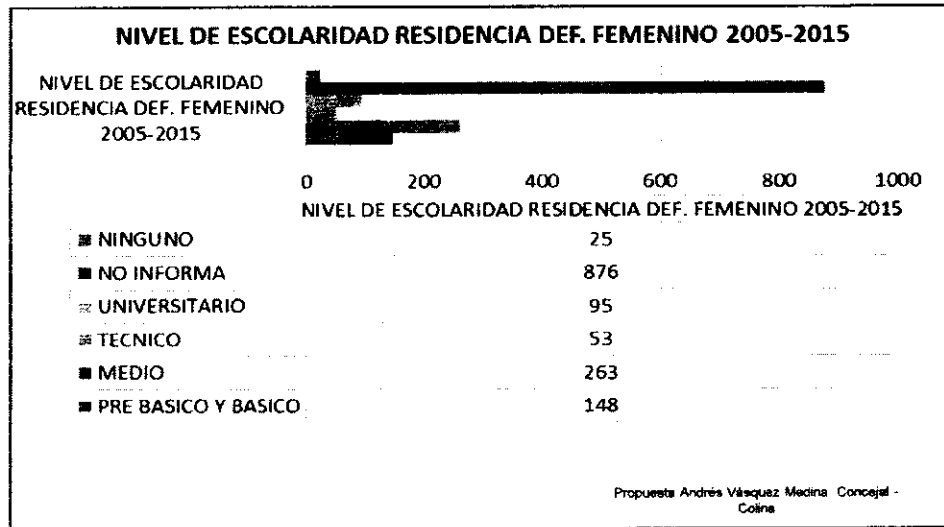 NIVEL DE ESCOLARIDAD RESIDENCIA DEF. FEMENINO 2005-2015
NIVEL DE ESCOLARIDAD
RESIDENCIA DEF. FEMENINO
2005-2015
0 200 400 600 800 1000
NIVEL DE ESCOLARIDAD RESIDENCIA DEF. FEMENINO 2005-2015
NINGUNO 25
NO INFORMA 876
UNIVERSITARIO 95
TECNICO 53
MEDIO 263
PRE BASICO Y BASICO 148
Propuesta Andrés Vásquez Medina Concejal -
Colina